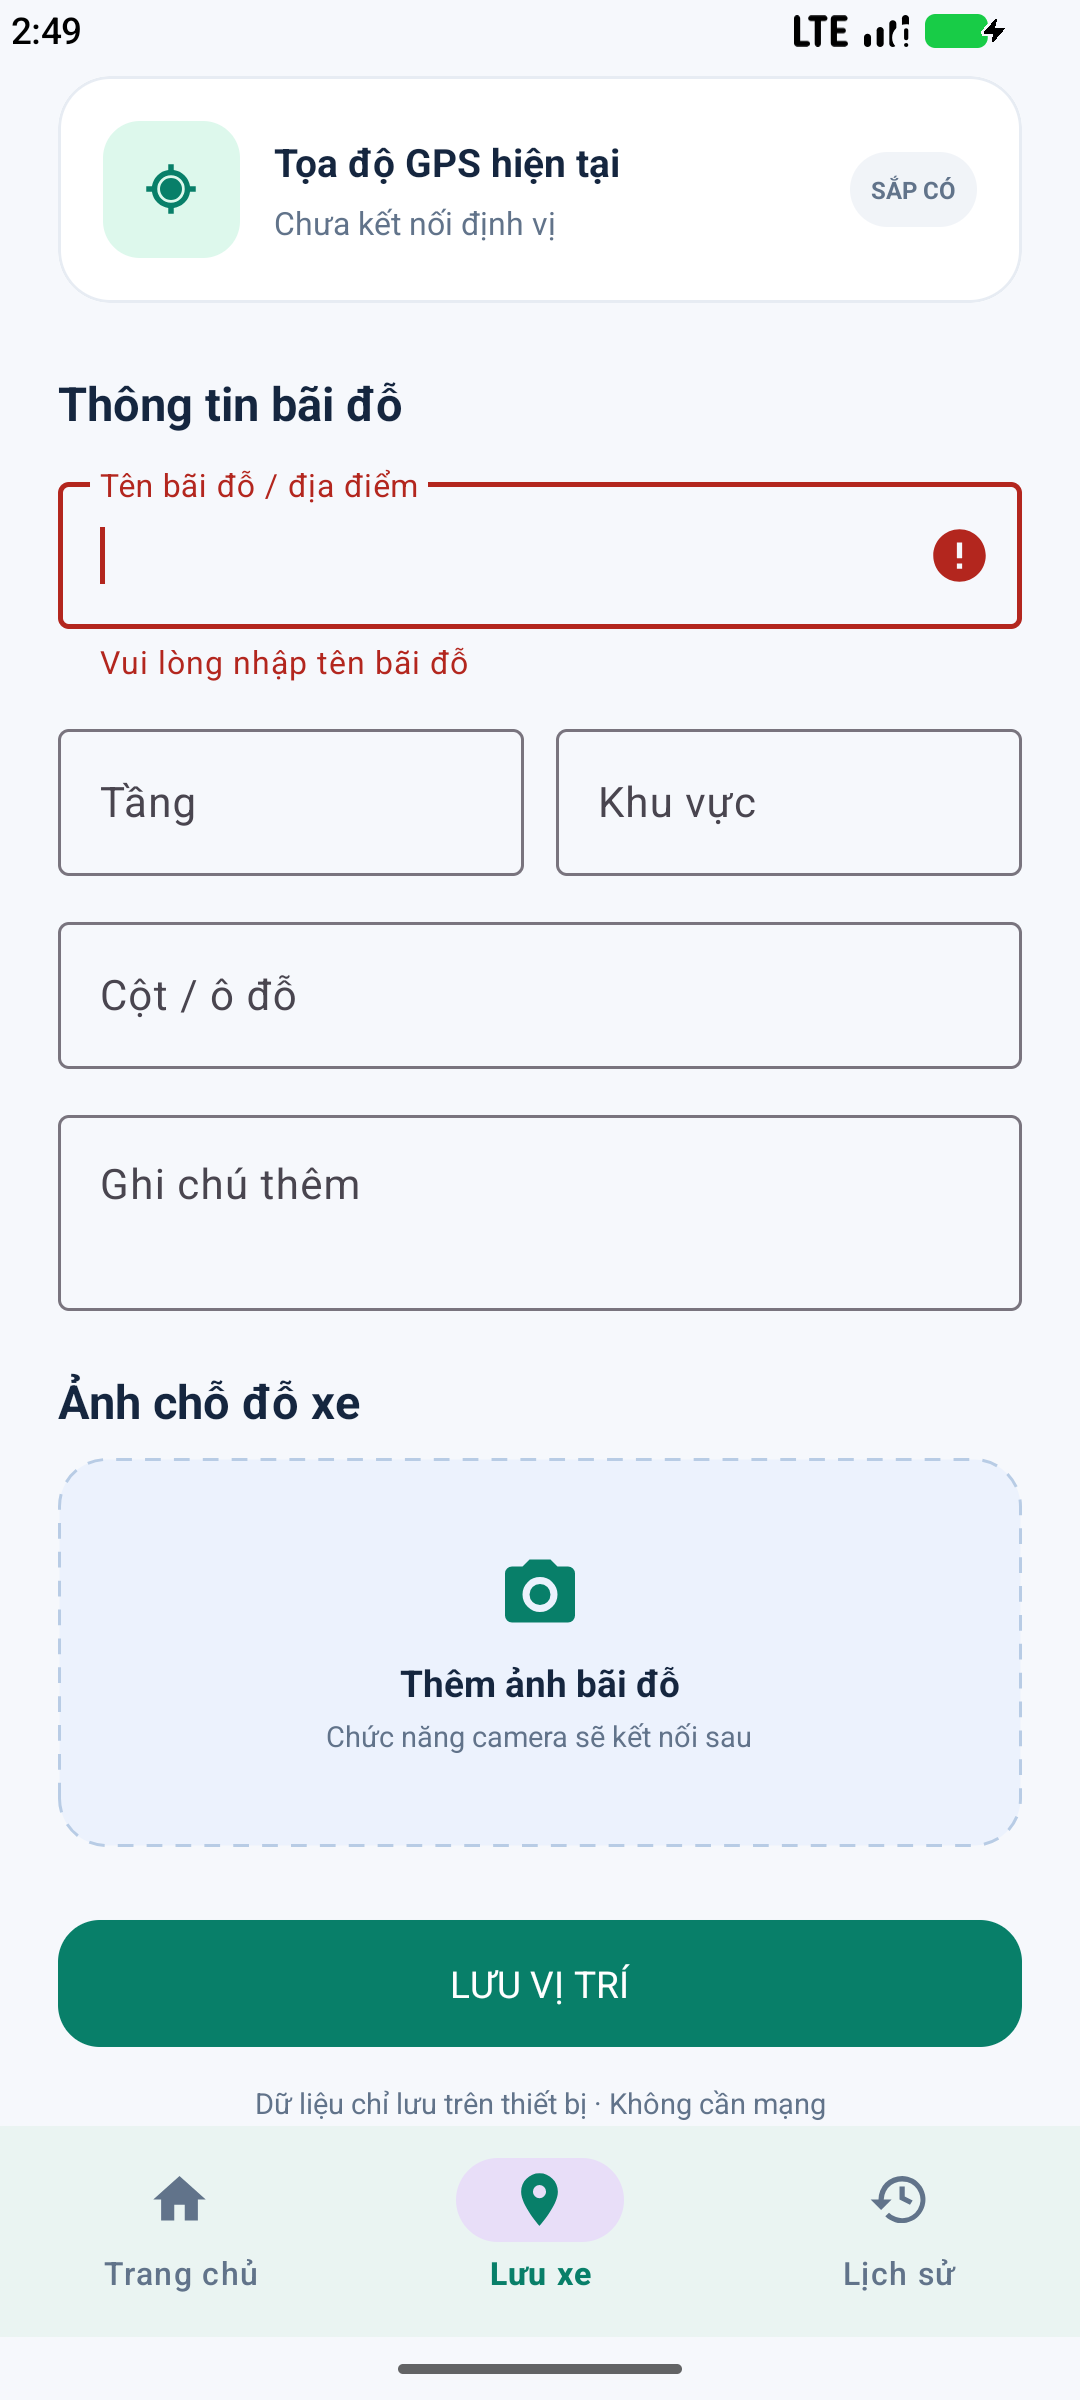 2:49
LTE
Tọa độ GPS hiện tại
Chưa kết nối định vị
SẮP CÓ
Thông tin bãi đỗ
Tên bãi đỗ / địa điểm
Vui lòng nhập tên bãi đỗ
Tầng
Khu vực
Cột / ô đỗ
Ghi chú thêm
Ảnh chỗ đỗ xe
Thêm ảnh bãi đỗ
Chức năng camera sẽ kết nối sau
LƯU VỊ TRÍ
Dữ liệu chỉ lưu trên thiết bị · Không cần mạng
Trang chủ
Lưu xe
Lịch sử